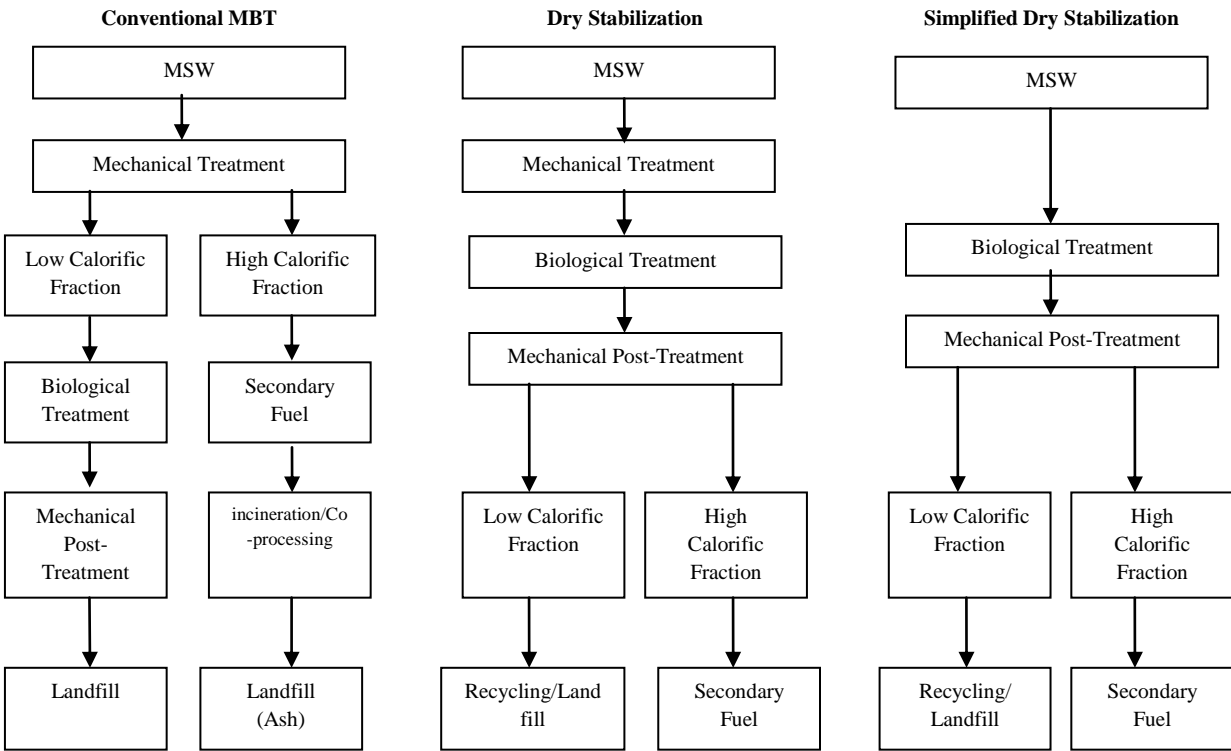 Conventional MBT
MSW
Mechanical Treatment
Low Calorific
Fraction
High Calorific
Fraction
Biological
Treatment
Secondary
Fuel
Mechanical
Post-
Treatment
incineration/Co
-processing
Landfill
Landfill
(Ash)
Dry Stabilization
MSW
Mechanical Treatment
Biological Treatment
Mechanical Post-Treatment
Low Calorific
Fraction
High
Calorific
Fraction
Recycling/Land
fill
Secondary
Fuel
Simplified Dry Stabilization
MSW
Biological Treatment
Mechanical Post-Treatment
Low Calorific
Fraction
High
Calorific
Fraction
Recycling/
Landfill
Secondary
Fuel